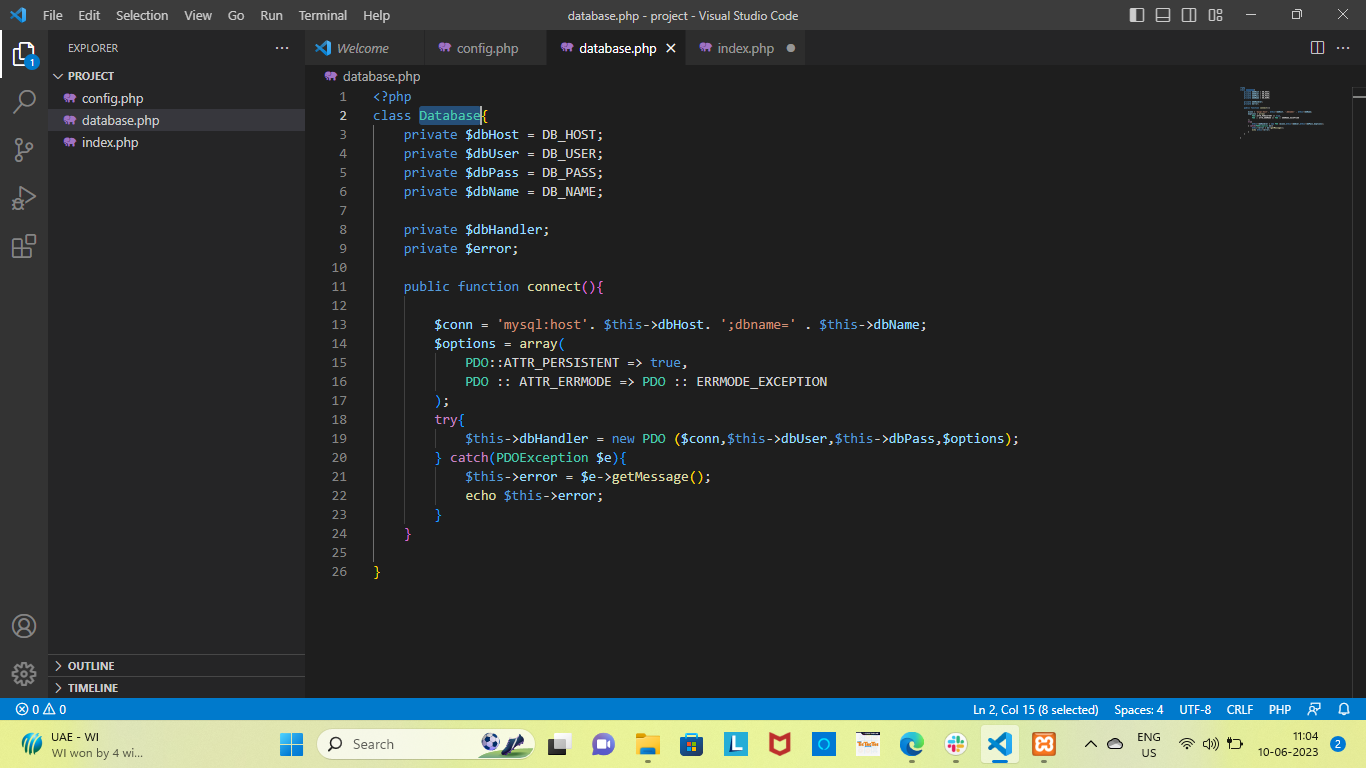 File Edit Selection View Go Run Terminal Help
database.php - project - Visual Studio Code
EXPLORER
Welcome
config.php
database.php
index.php
1
PROJECT
config.php
database.php
index.php
database.php
1 <?php
2 class Database{
3 private $dbHost = DB_HOST;
4 private $dbUser = DB_USER;
5 private $dbPass = DB_PASS;
6 private $dbName = DB_NAME;
7
8 private $dbHandler;
9 private $error;
10
11 public function connect(){
12
13 $conn = 'mysql:host'. $this->dbHost. ';dbname=' . $this->dbName;
14 $options = array(
15 PDO::ATTR_PERSISTENT => true,
16 PDO :: ATTR_ERRMODE => PDO :: ERRMODE_EXCEPTION
17 );
18 try{
19 $this->dbHandler = new PDO ($conn,$this->dbUser,$this->dbPass,$options);
20 } catch(PDOException $e){
21 $this->error = $e->getMessage();
22 echo $this->error;
23 }
24 }
25
26 }
OUTLINE
TIMELINE
0 0
Ln 2, Col 15 (8 selected) Spaces: 4 UTF-8 CRLF PHP
UAE - WI
WI won by 4 wi...
Search
L
ENG
US
11:04
10-06-2023
2